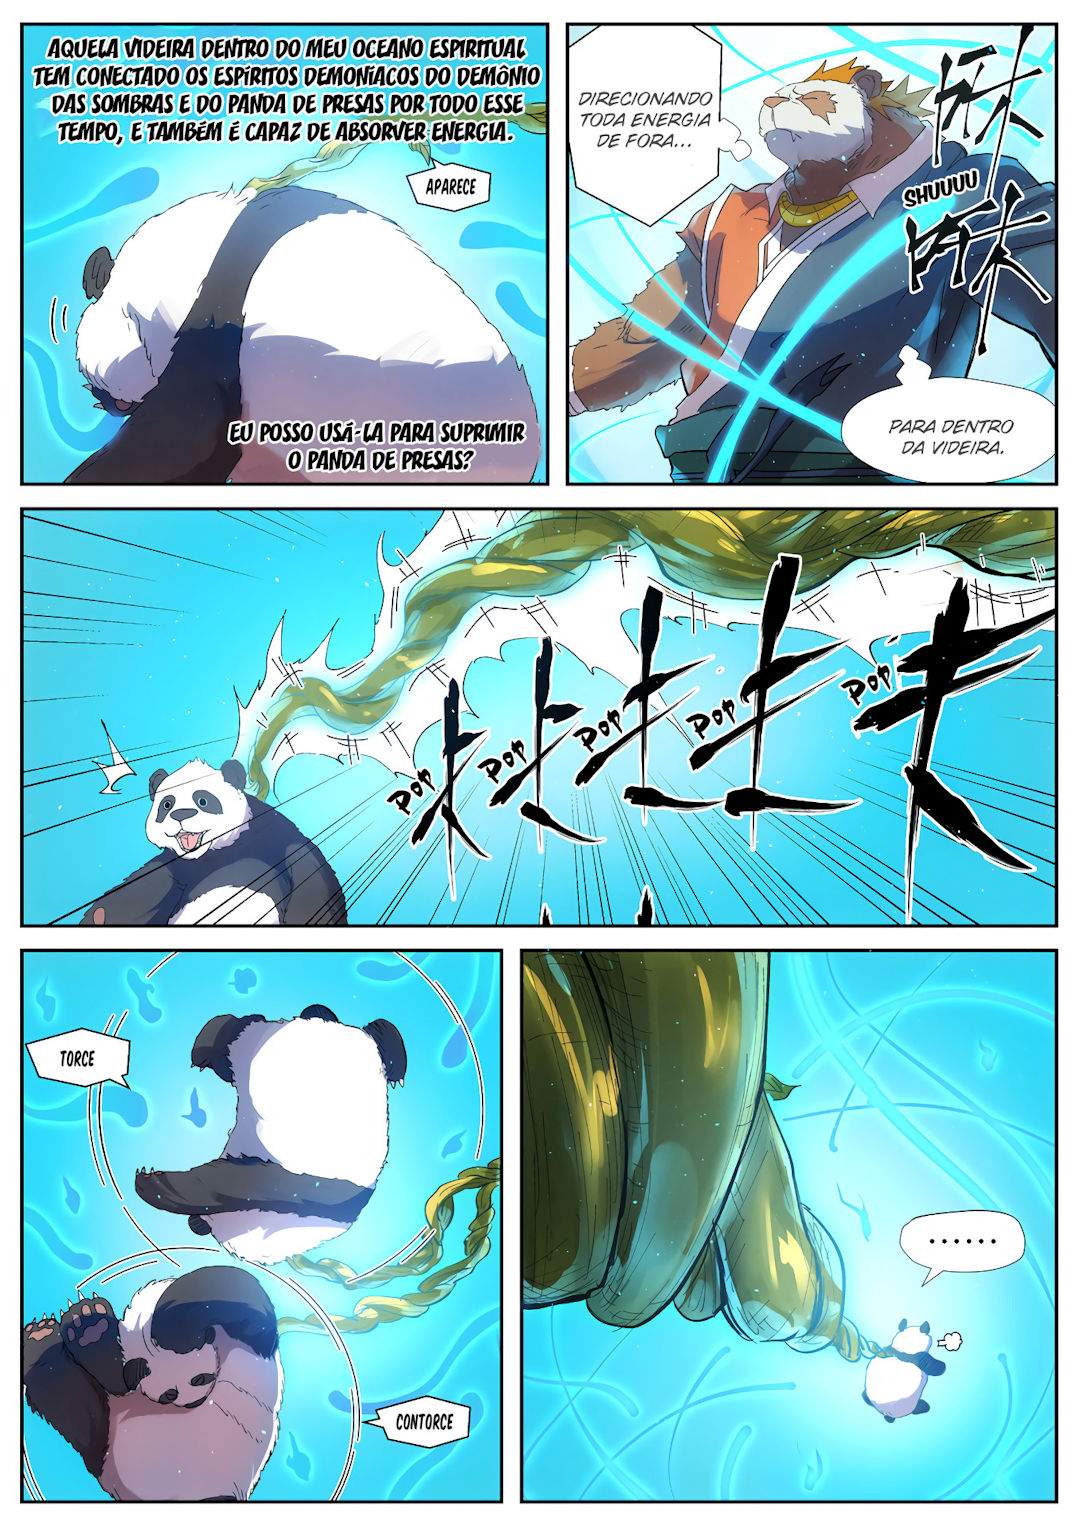 AQUELA VIDEIRA DENTRO DO MEU OCEANO ESPIRITUAL
TEM CONECTADO OS ESPÍRITOS DEMONÍACOS DO DEMÔNIO
DAS SOMBRAS E DO PANDA DE PRESAS POR TODO ESSE
TEMPO, E TAMBÉM É CAPAZ DE ABSORVER ENERGIA.
APARECE
EU POSSO USÁ-LA PARA SUPRIMIR
O PANDA DE PRESAS?
DIRECIONANDO
TODA ENERGIA
DE FORA...
SHUUUU
PARA DENTRO
DA VIDEIRA.
POP
POP
POP
POP
POP
TORCE
CONTORCE
......